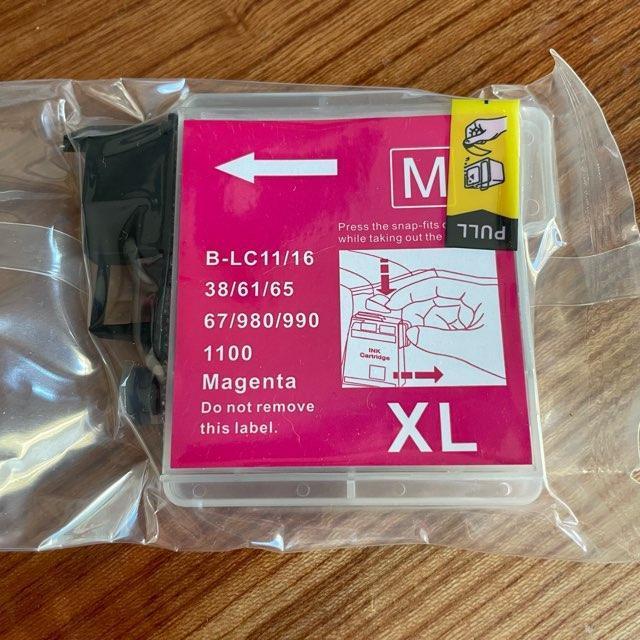 M
PULL
Press the snap-fits
while taking out the
B-LC11/16
38/61/65
67/980/990
1100
Magenta
Do not remove
this label.
INK
Cartridge
XL